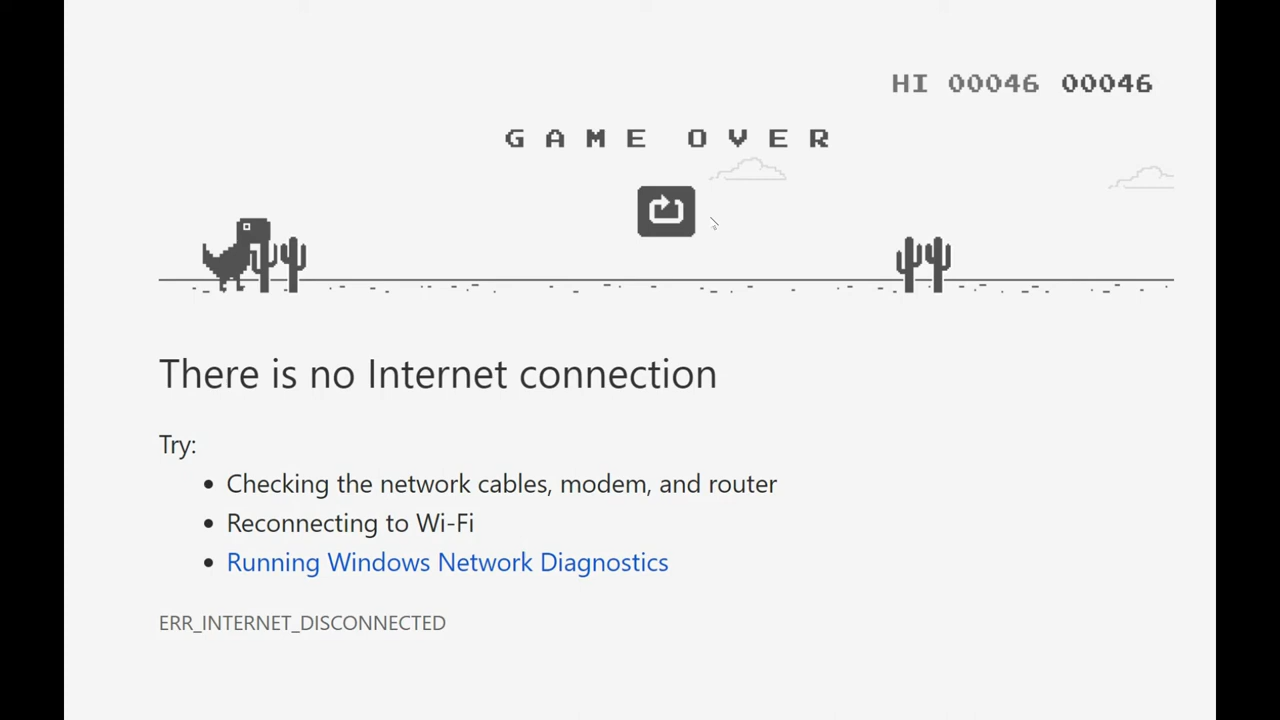 HI 00046 00046
GAME OVER
There is no Internet connection
Try:
• Checking the network cables, modem, and router
• Reconnecting to Wi-Fi
• Running Windows Network Diagnostics
ERR_INTERNET_DISCONNECTED